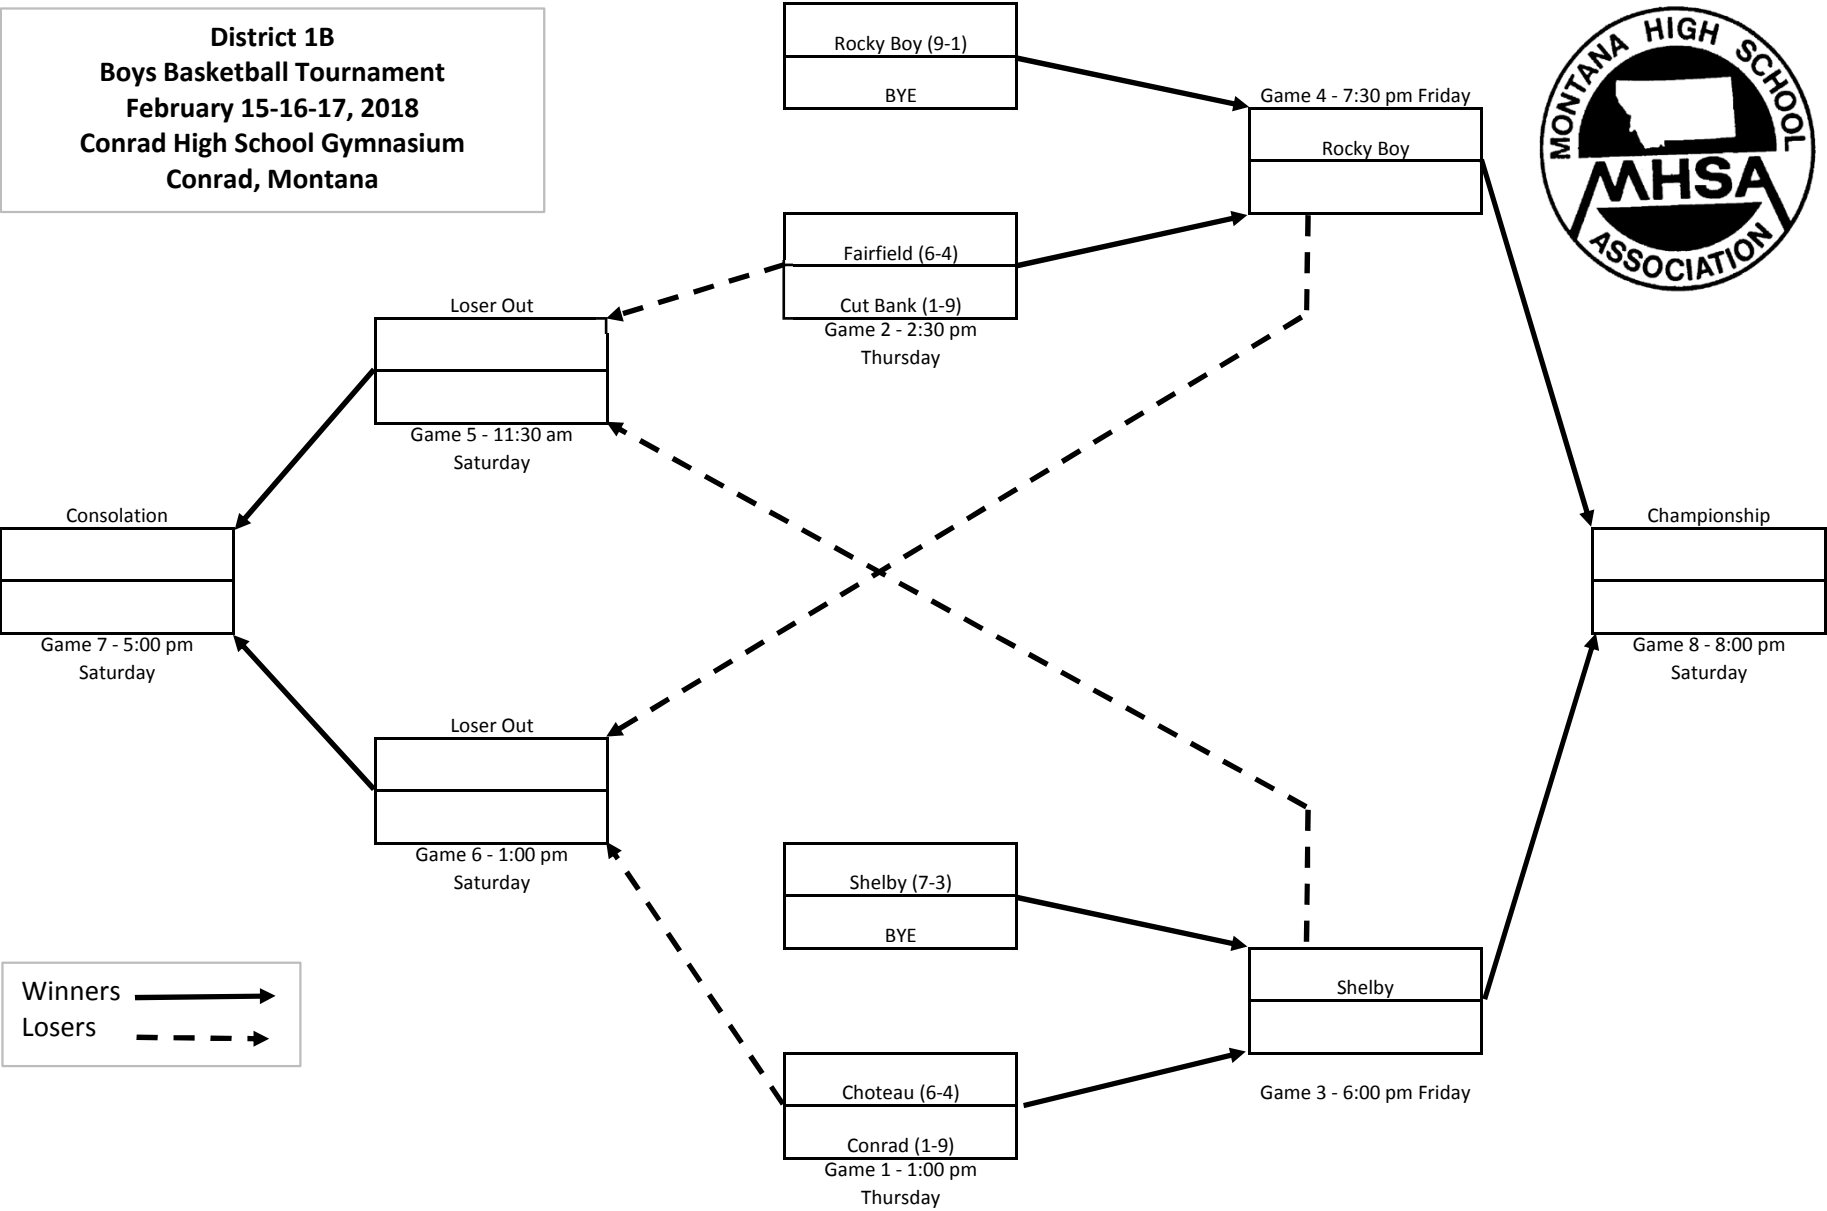 District 1B
Boys Basketball Tournament
February 15-16-17, 2018
Conrad High School Gymnasium
Conrad, Montana
Rocky Boy (9-1)
BYE
Game 4 - 7:30 pm Friday
Rocky Boy
MONTANA HIGH SCHOOL
MHSA
ASSOCIATION
Fairfield (6-4)
Cut Bank (1-9)
Game 2 - 2:30 pm
Thursday
Loser Out
Game 5 - 11:30 am
Saturday
Consolation
Game 7 - 5:00 pm
Saturday
Championship
Game 8 - 8:00 pm
Saturday
Loser Out
Game 6 - 1:00 pm
Saturday
Shelby (7-3)
BYE
Shelby
Game 3 - 6:00 pm Friday
Choteau (6-4)
Conrad (1-9)
Game 1 - 1:00 pm
Thursday
Winners
Losers